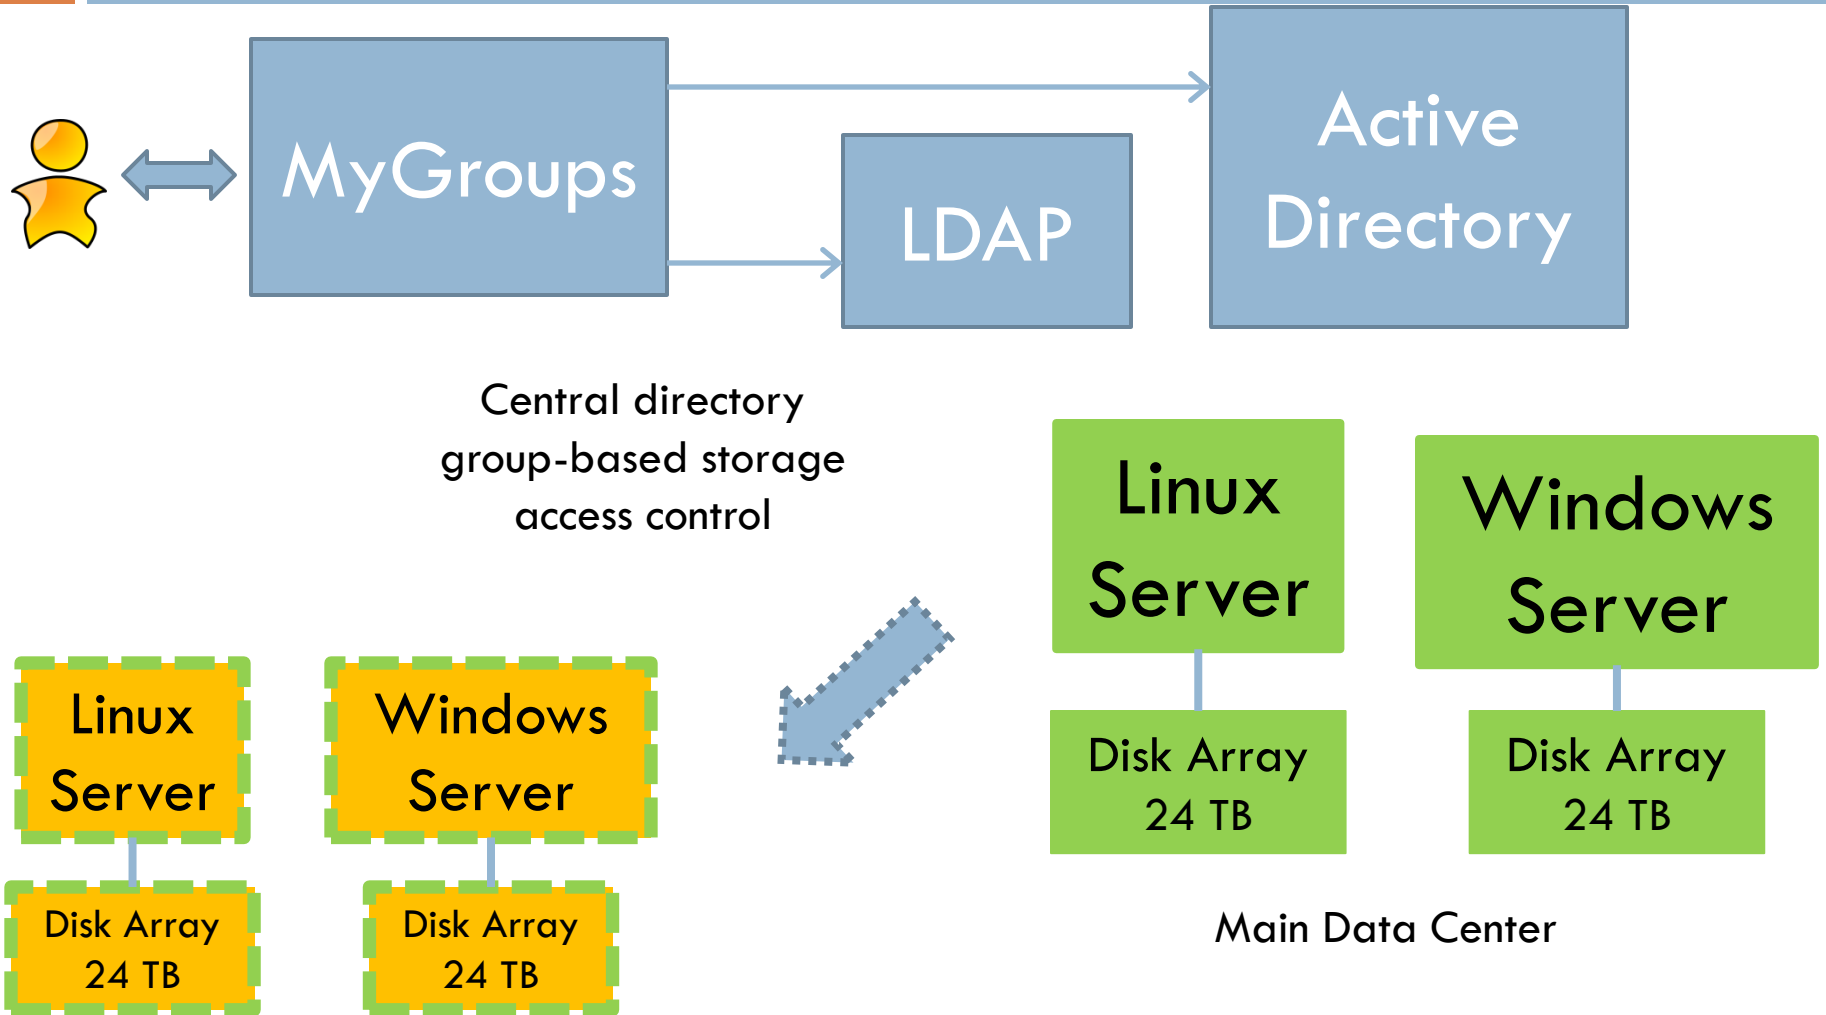 MyGroups
LDAP
Active
Directory
Central directory
group-based storage
access control
Linux
Server
Windows
Server
Disk Array
24 TB
Disk Array
24 TB
Main Data Center
Linux
Server
Windows
Server
Disk Array
24 TB
Disk Array
24 TB